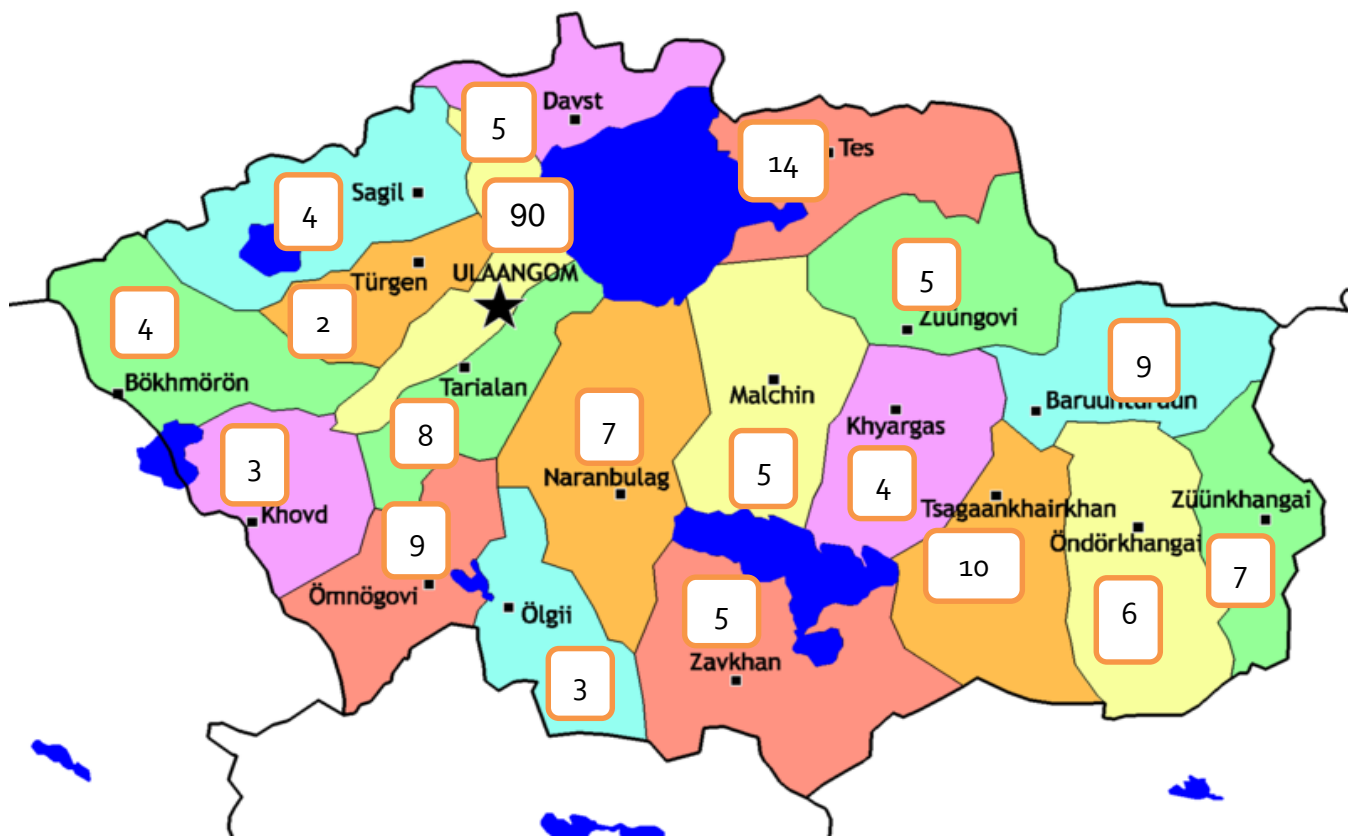 Davst
5
Tes
14
Sagil
4
90
Türgen
2
ULAANGOM
5
Züüngovi
4
Bökhmörön
9
Baruunturuun
Tarialan
8
Malchin
5
Khyargas
4
7
Naranbulag
3
Khovd
Tsagaankhairkhan
10
Öndörkhangai
6
Züünkhangai
7
9
Ömnögovi
Ölgii
3
5
Zavkhan